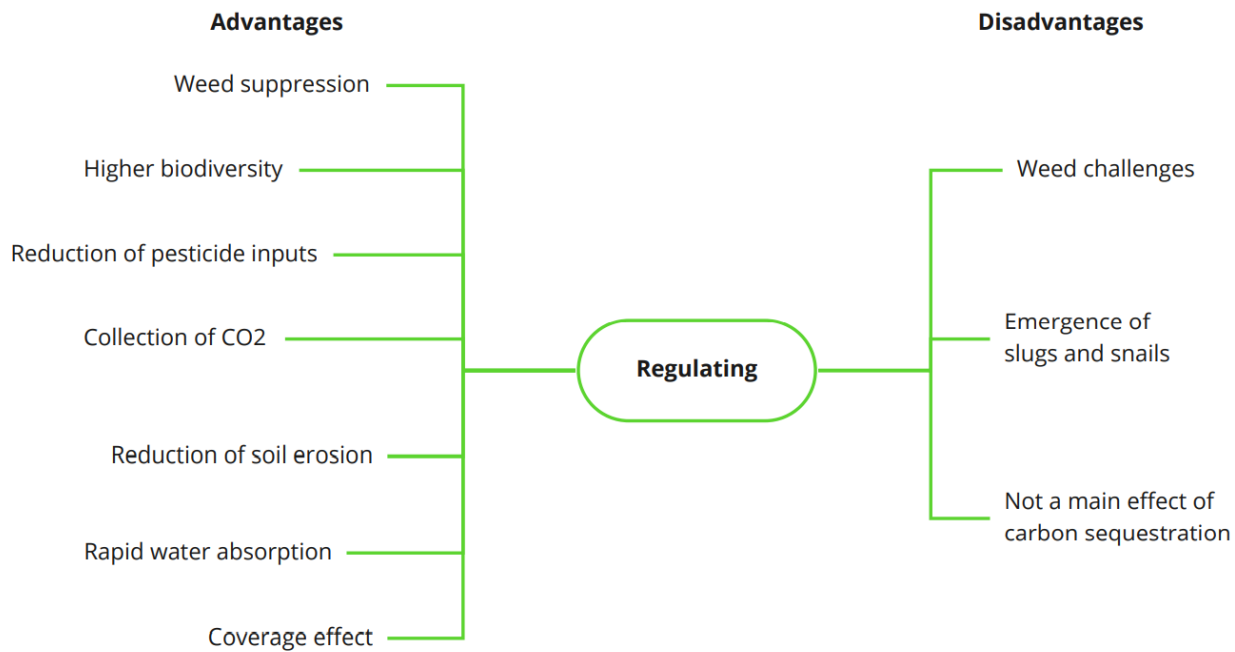 Advantages
Disadvantages
Weed suppression
Higher biodiversity
Reduction of pesticide inputs
Collection of CO2
Reduction of soil erosion
Rapid water absorption
Coverage effect
Regulating
Weed challenges
Emergence of
slugs and snails
Not a main effect of
carbon sequestration